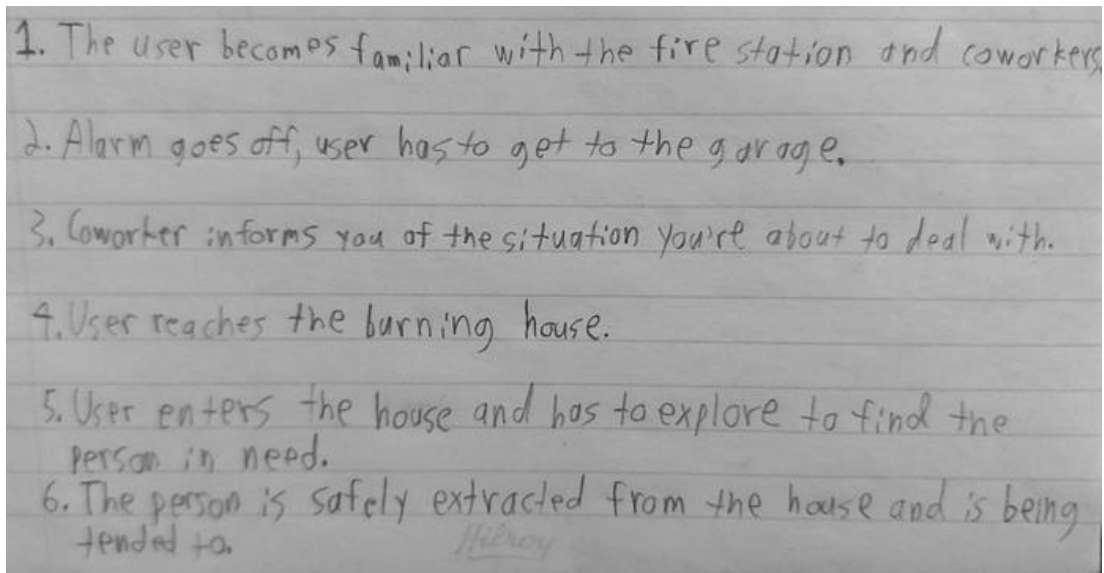 1. The user becomes familiar with the fire station and coworkers.
2. Alarm goes off, user has to get to the garage.
3. Coworker informs you of the situation you're about to deal with.
4. User reaches the burning house.
5. User enters the house and has to explore to find the
person in need.
6. The person is safely extracted from the house and is being
tended to.
Hilroy